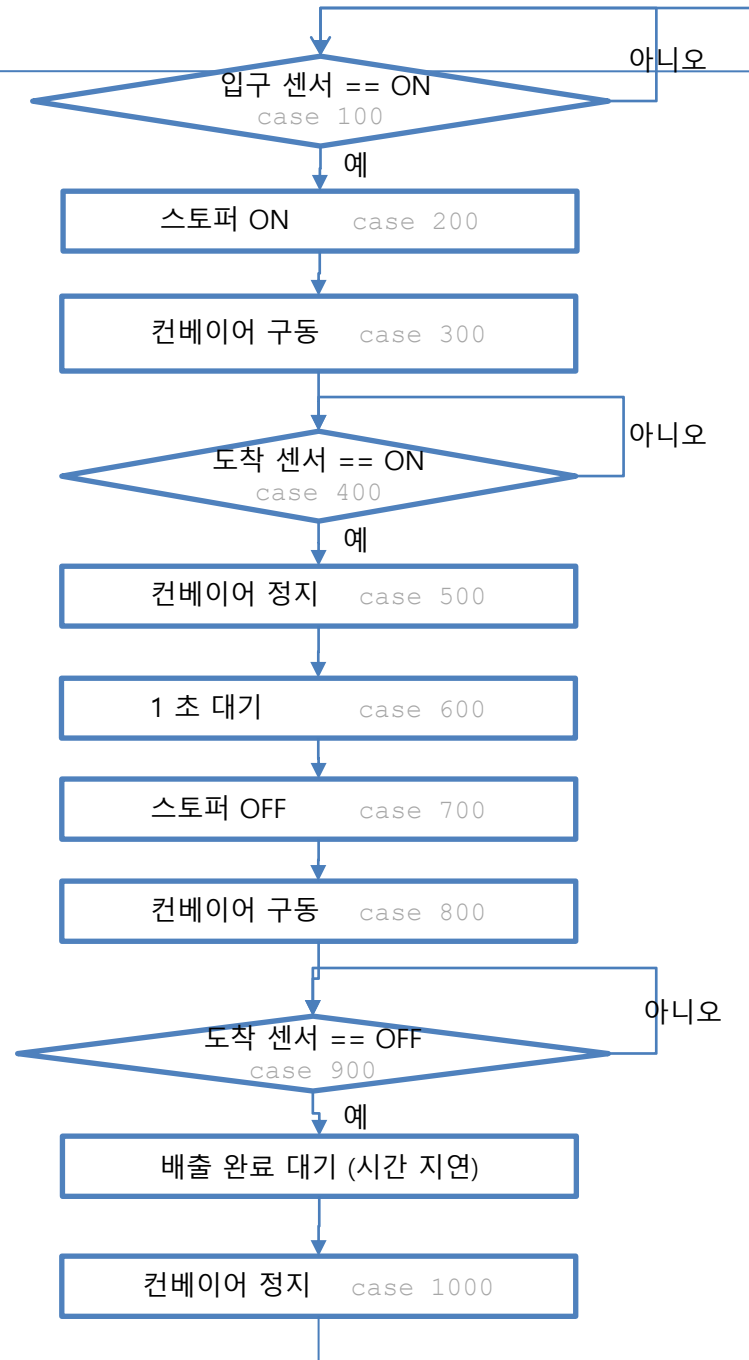 아니오
입구 센서 == ON
case 100
예
스토퍼 ON case 200
컨베이어 구동 case 300
아니오
도착 센서 == ON
case 400
예
컨베이어 정지 case 500
1 초 대기 case 600
스토퍼 OFF case 700
컨베이어 구동 case 800
아니오
도착 센서 == OFF
case 900
예
배출 완료 대기 (시간 지연)
컨베이어 정지 case 1000